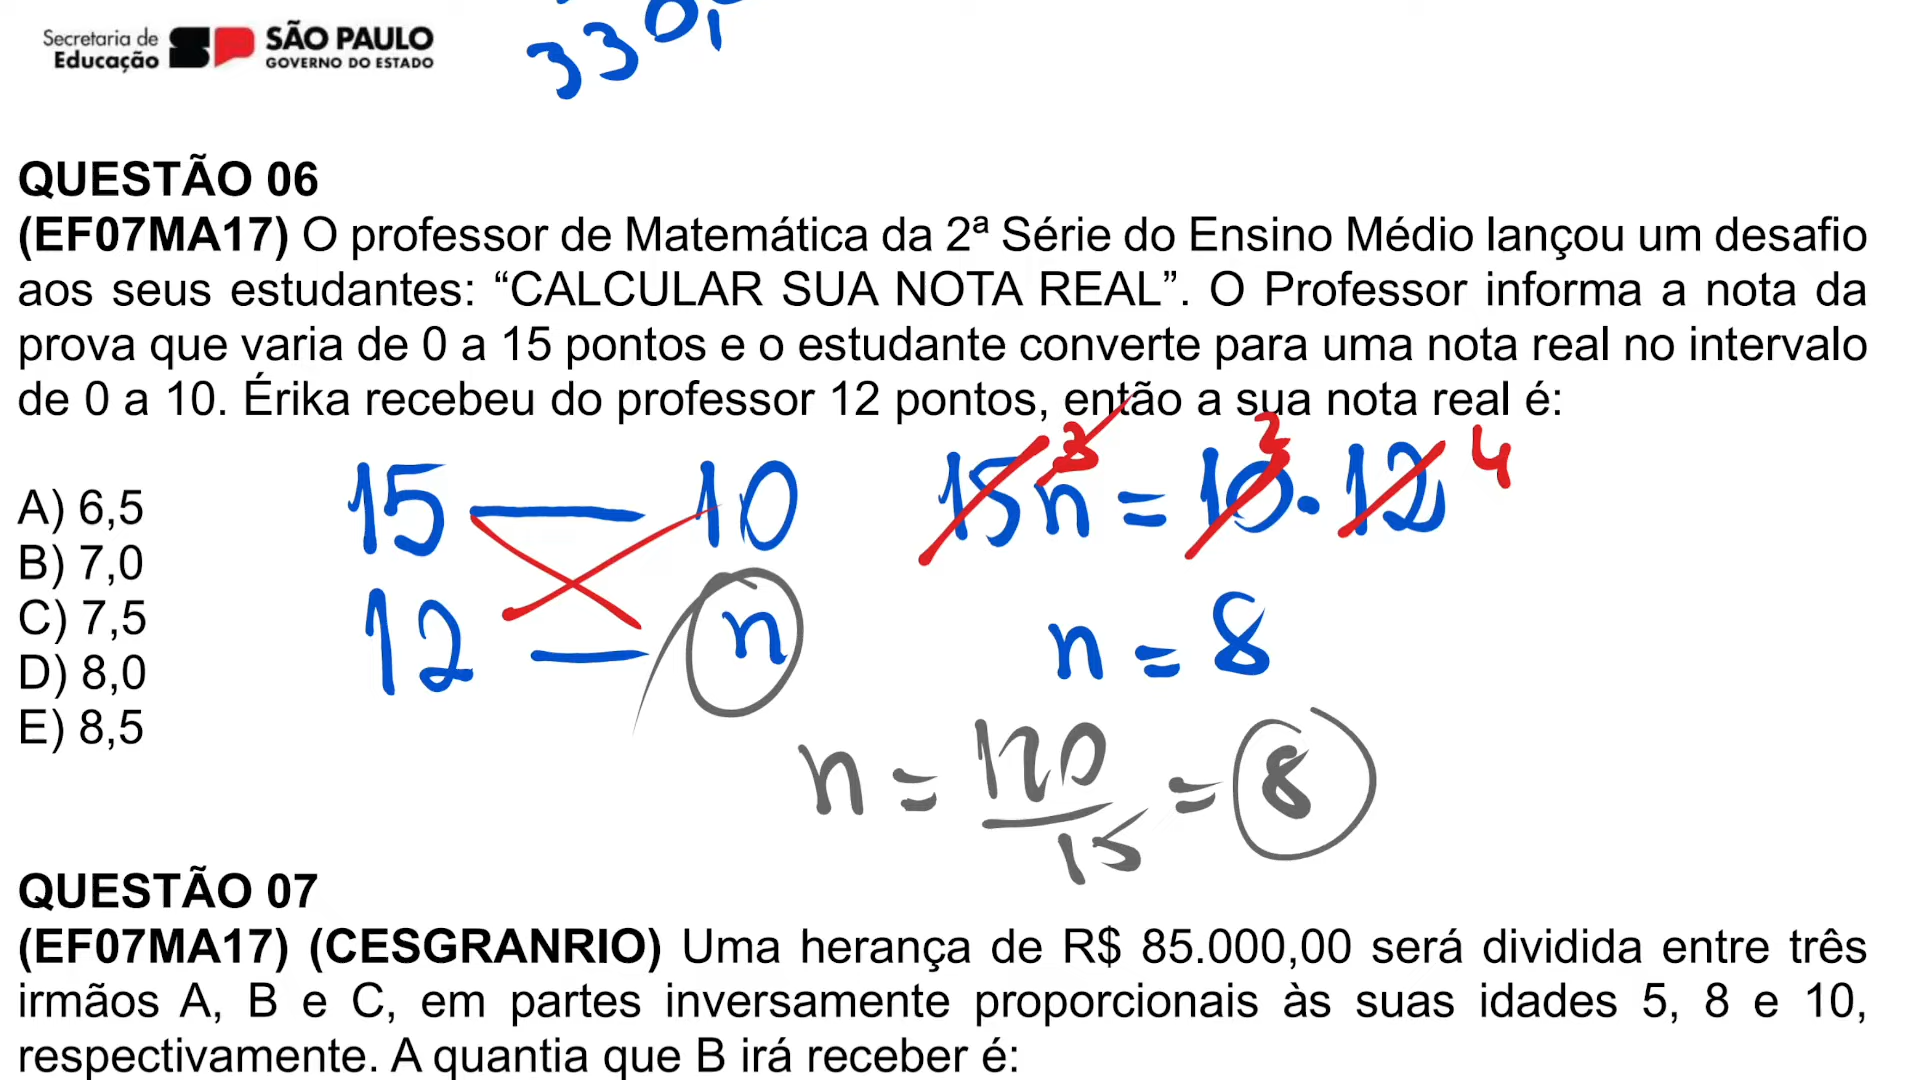 Secretaria de
Educação
SÃO PAULO
GOVERNO DO ESTADO
330,
QUESTÃO 06
(EF07MA17) O professor de Matemática da 2ª Série do Ensino Médio lançou um desafio
aos seus estudantes: “CALCULAR SUA NOTA REAL”. O Professor informa a nota da
prova que varia de 0 a 15 pontos e o estudante converte para uma nota real no intervalo
de 0 a 10. Érika recebeu do professor 12 pontos, então a sua nota real é:
A) 6,5
B) 7,0
C) 7,5
D) 8,0
E) 8,5
15 — 10
12 — n
15n = 10 · 12
3 2 4
n = 8
n = 120/15 = 8
QUESTÃO 07
(EF07MA17) (CESGRANRIO) Uma herança de R$ 85.000,00 será dividida entre três
irmãos A, B e C, em partes inversamente proporcionais às suas idades 5, 8 e 10,
respectivamente. A quantia que B irá receber é: